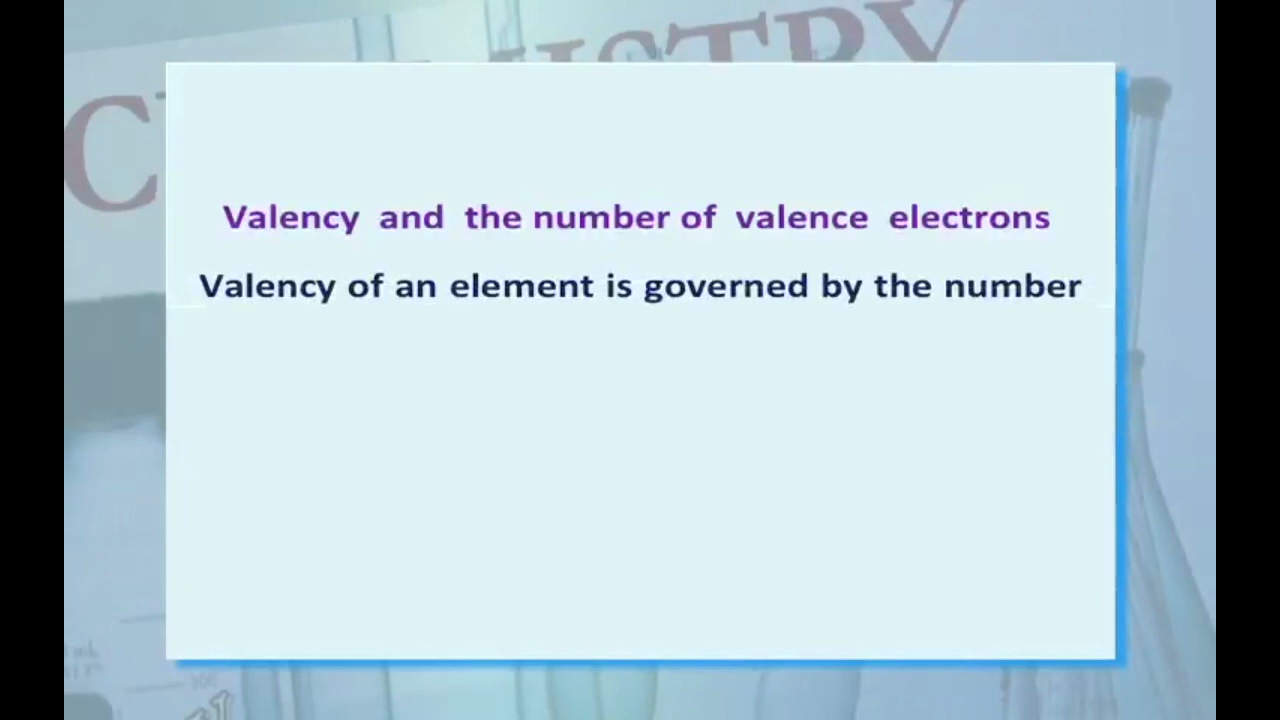 Valency and the number of valence electrons
Valency of an element is governed by the number